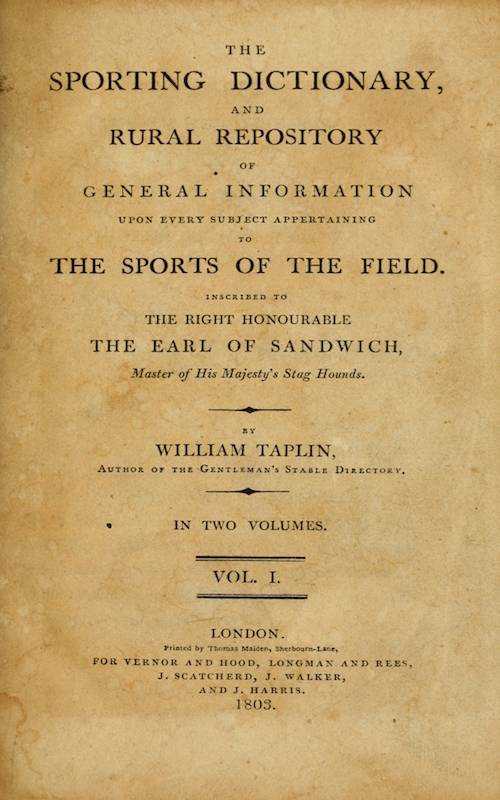 THE
SPORTING DICTIONARY,
AND
RURAL REPOSITORY
OF
GENERAL INFORMATION
UPON EVERY SUBJECT APPERTAINING
TO
THE SPORTS OF THE FIELD.
INSCRIBED TO
THE RIGHT HONOURABLE
THE EARL OF SANDWICH,
Master of His Majesty's Stag Hounds.
BY
WILLIAM TAPLIN,
AUTHOR OF THE GENTLEMAN'S STABLE DIRECTORY.
IN TWO VOLUMES.
VOL. I.
LONDON.
Printed by Thomas Maiden, Sherbourn-Lane,
FOR VERNOR AND HOOD, LONGMAN AND REES,
J. SCATCHERD, J. WALKER,
AND J. HARRIS.
1803.